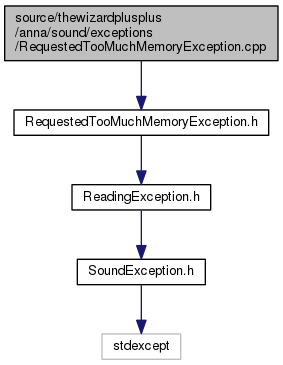 source/thewizardplusplus
/anna/sound/exceptions
/RequestedTooMuchMemoryException.cpp
RequestedTooMuchMemoryException.h
ReadingException.h
SoundException.h
stdexcept